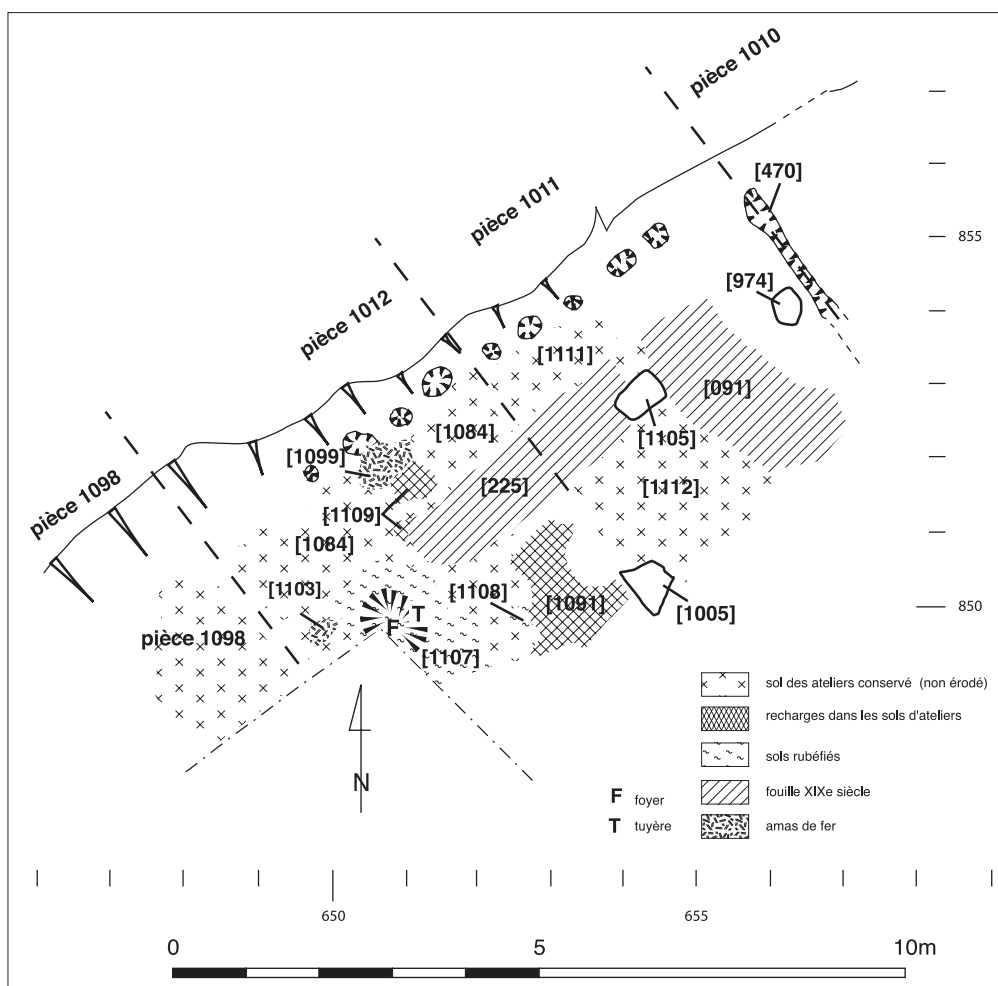 pièce 1010
[470]
pièce 1011
855
[974]
pièce 1012
[1111]
[091]
[1105]
[1084]
[1099]
[225]
[1112]
pièce 1098
[1109]
[1084]
[1103]
[1108]
[1091]
850
T
F
[1005]
pièce 1098
[1107]
sol des ateliers conservé (non érodé)
recharges dans les sols d'ateliers
sols rubéfiés
N
F foyer
fouille XIXe siècle
T tuyère
amas de fer
650
655
0
5
10m